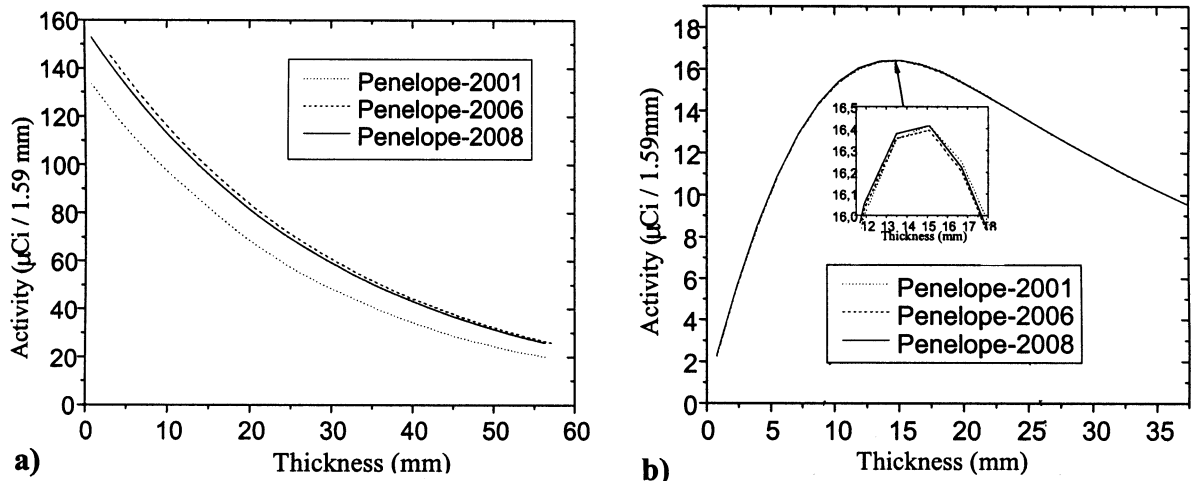 160
140
120
100
80
60
40
20
0
Activity (µCi / 1.59 mm)
Penelope-2001
Penelope-2006
Penelope-2008
0 10 20 30 40 50 60
Thickness (mm)
a)
18
16
14
12
10
8
6
4
2
0
Activity (µCi / 1.59mm)
16,5
16,4
16,3
16,2
16,1
16,0
12 13 14 15 16 17 18
Thickness (mm)
Penelope-2001
Penelope-2006
Penelope-2008
0 5 10 15 20 25 30 35
Thickness (mm)
b)